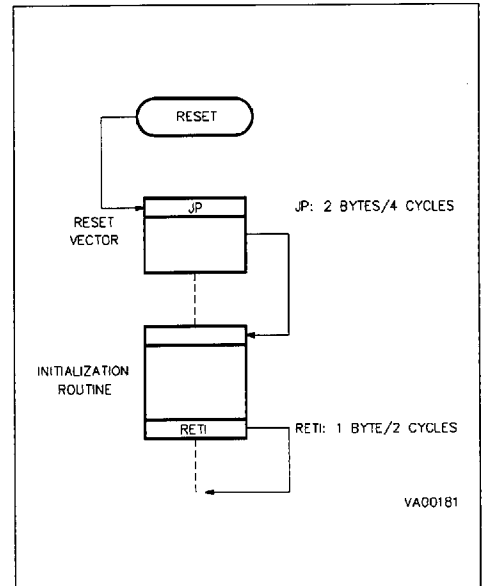 RESET
JP
JP: 2 BYTES/4 CYCLES
RESET
VECTOR
INITIALIZATION
ROUTINE
RETI
RETI: 1 BYTE/2 CYCLES
VA00181